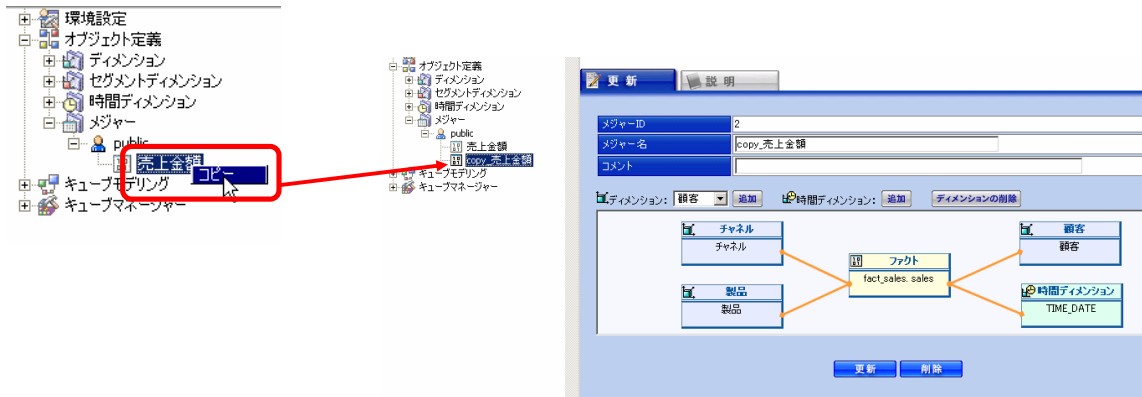 環境設定
オブジェクト定義
ディメンション
セグメントディメンション
時間ディメンション
メジャー
public
売上金額
コピー
キューブモデリング
キューブマネージャー
オブジェクト定義
ディメンション
セグメントディメンション
時間ディメンション
メジャー
public
売上金額
copy_売上金額
キューブモデリング
キューブマネージャー
更新 説明
メジャーID 2
メジャー名 copy_売上金額
コメント
ディメンション: 顧客 追加 時間ディメンション: 追加 ディメンションの削除
チャネル
チャネル
製品
製品
ファクト
fact_sales. sales
顧客
顧客
時間ディメンション
TIME_DATE
更新 削除